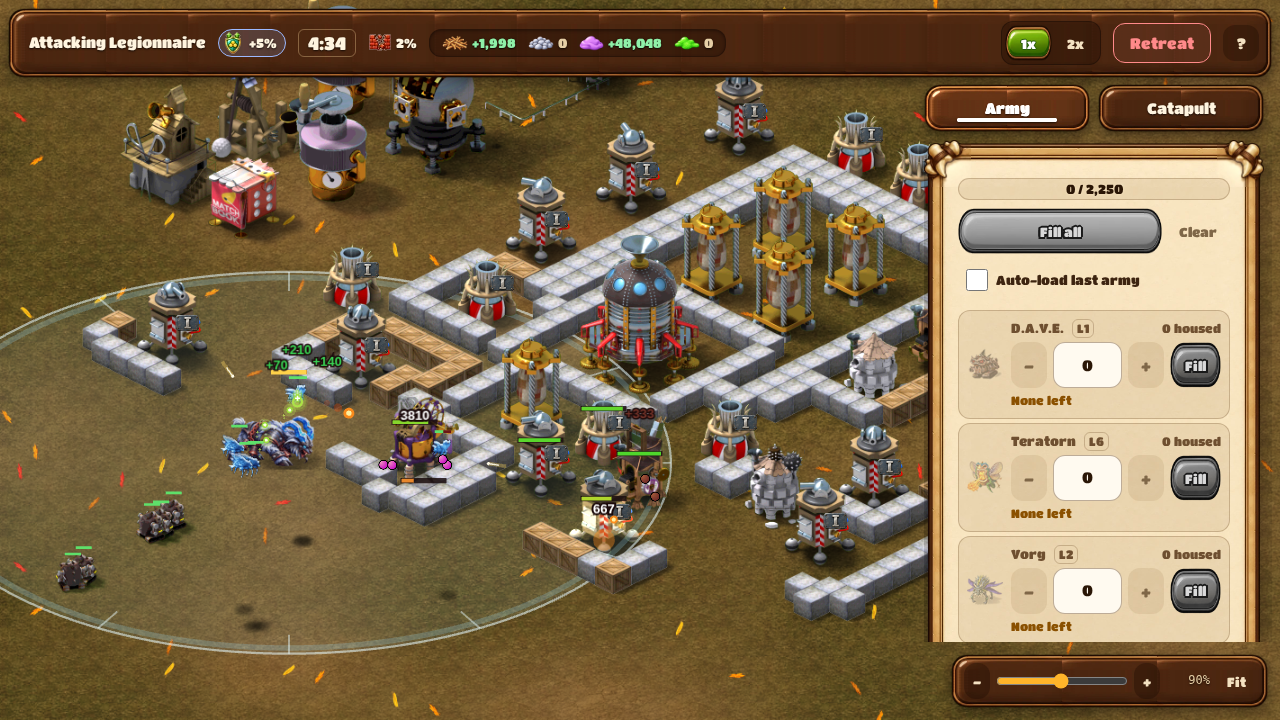 Attacking Legionnaire
+5%
4:34
2%
+1,998
0
+48,048
0
1x
2x
Retreat
?
Army
Catapult
0 / 2,250
Fill all
Clear
Auto-load last army
D.A.V.E.
L1
0 housed
-
0
+
Fill
None left
Teratorn
L6
0 housed
-
0
+
Fill
None left
Vorg
L2
0 housed
-
0
+
Fill
None left
+210
+70
+140
3810
+333
667
-
+
90%
Fit